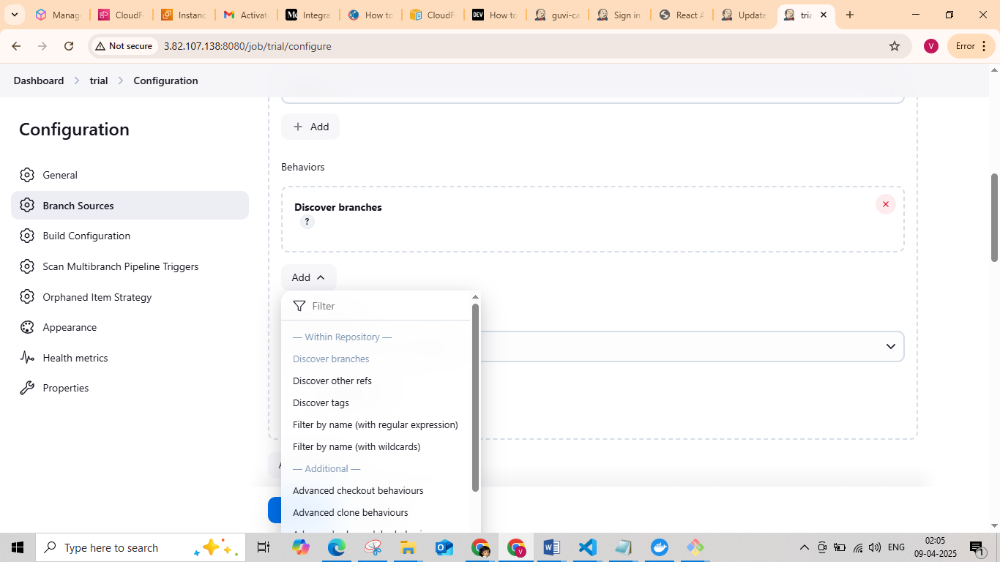 Manag
CloudF
Instanc
Activat
Integra
How to
CloudF
How to
guvi-ca
Sign in
React A
Update
tria
Not secure
3.82.107.138:8080/job/trial/configure
V
Error
Dashboard
trial
Configuration
Configuration
General
Branch Sources
Build Configuration
Scan Multibranch Pipeline Triggers
Orphaned Item Strategy
Appearance
Health metrics
Properties
+ Add
Behaviors
Discover branches
?
Add
Filter
— Within Repository —
Discover branches
Discover other refs
Discover tags
Filter by name (with regular expression)
Filter by name (with wildcards)
— Additional —
Advanced checkout behaviours
Advanced clone behaviours
Type here to search
ENG
02:05
09-04-2025
1